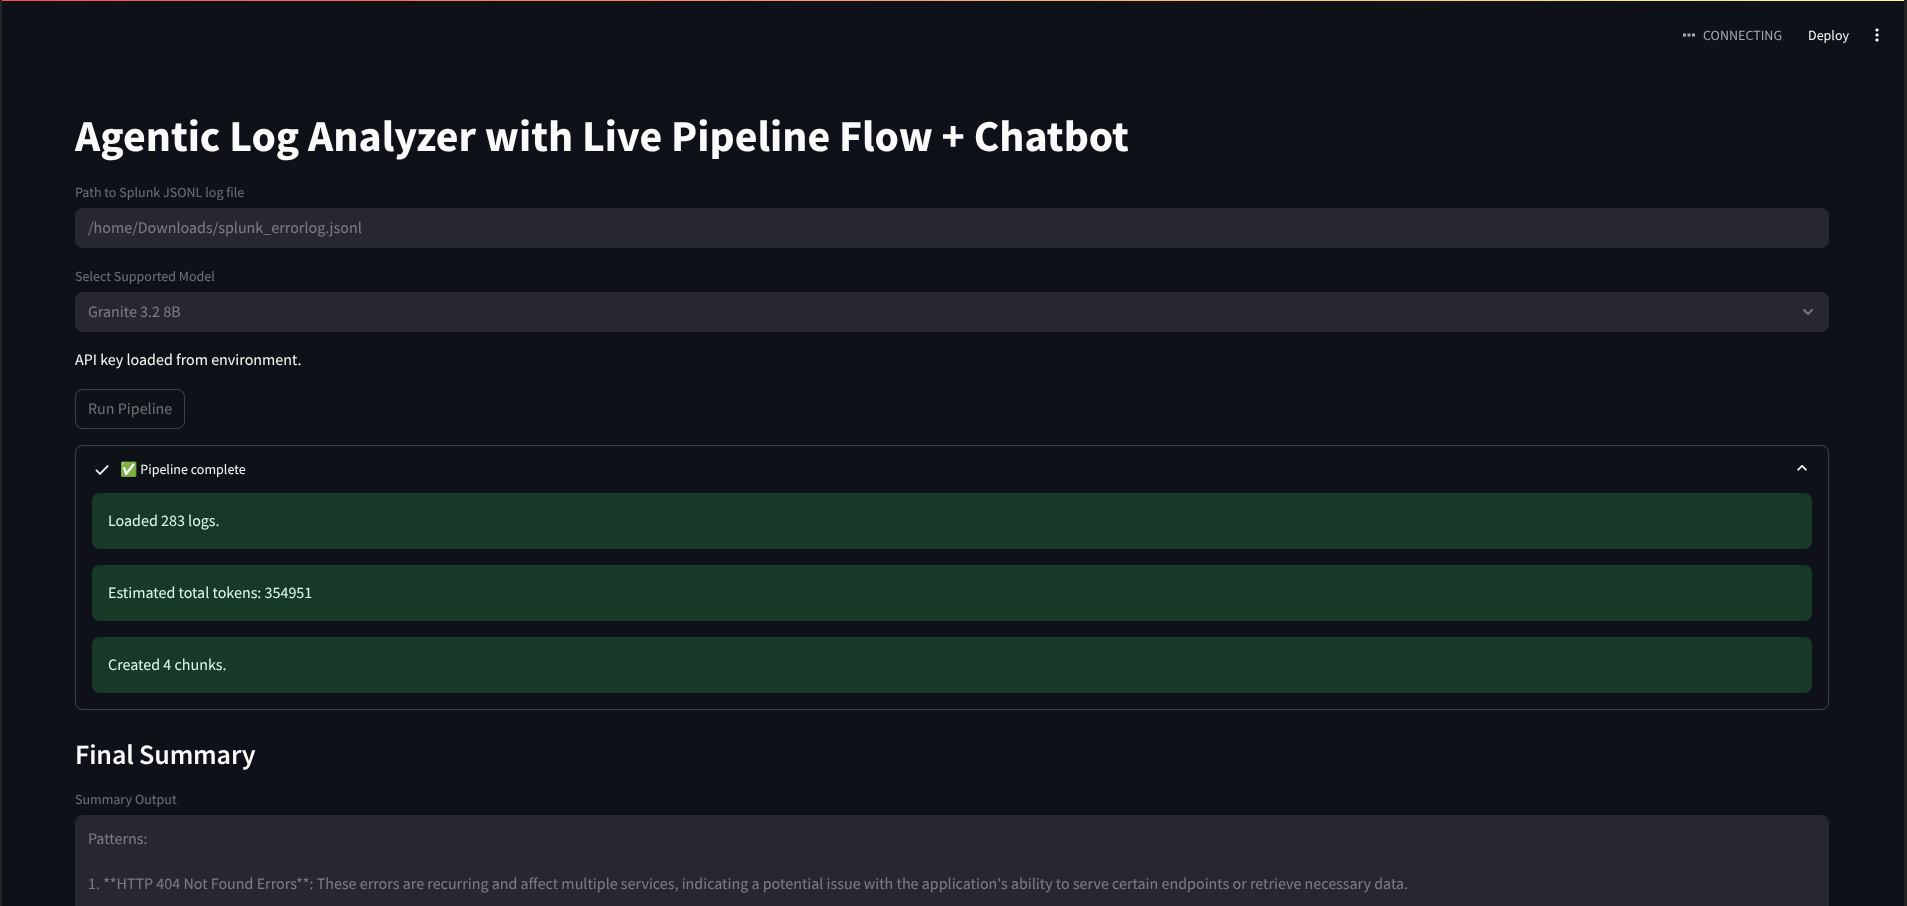 CONNECTING
Deploy
Agentic Log Analyzer with Live Pipeline Flow + Chatbot
Path to Splunk JSONL log file
/home/Downloads/splunk_errorlog.jsonl
Select Supported Model
Granite 3.2 8B
API key loaded from environment.
Run Pipeline
✅ Pipeline complete
Loaded 283 logs.
Estimated total tokens: 354951
Created 4 chunks.
Final Summary
Summary Output
Patterns:
1. **HTTP 404 Not Found Errors**: These errors are recurring and affect multiple services, indicating a potential issue with the application's ability to serve certain endpoints or retrieve necessary data.